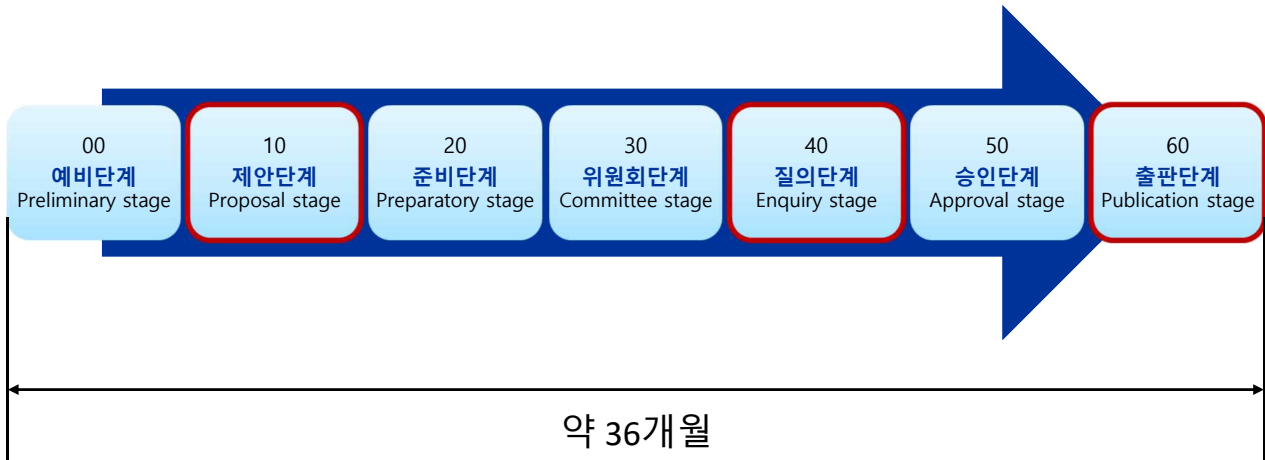 00
예비단계
Preliminary stage
10
제안단계
Proposal stage
20
준비단계
Preparatory stage
30
위원회단계
Committee stage
40
질의단계
Enquiry stage
50
승인단계
Approval stage
60
출판단계
Publication stage
약 36개월